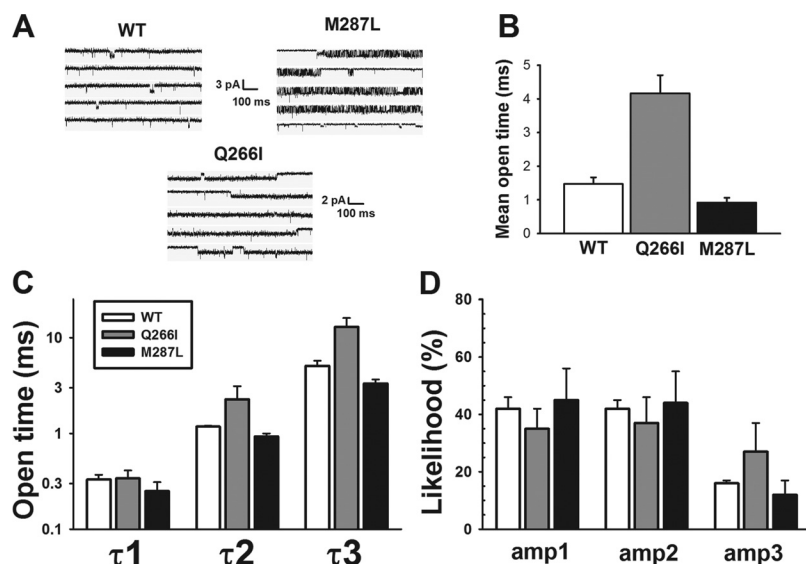 A
WT
M287L
3 pA
100 ms
Q266I
2 pA
100 ms
B
Mean open time (ms)
5
4
3
2
1
0
WT Q266I M287L
C
WT
Q266I
M287L
Open time (ms)
10
3
1
0.3
0.1
τ1 τ2 τ3
D
Likelihood (%)
80
60
40
20
0
amp1 amp2 amp3